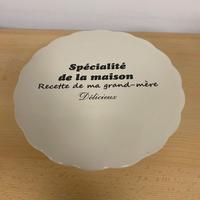 Spécialité
de la maison
Recette de ma grand-mère
Délicieux